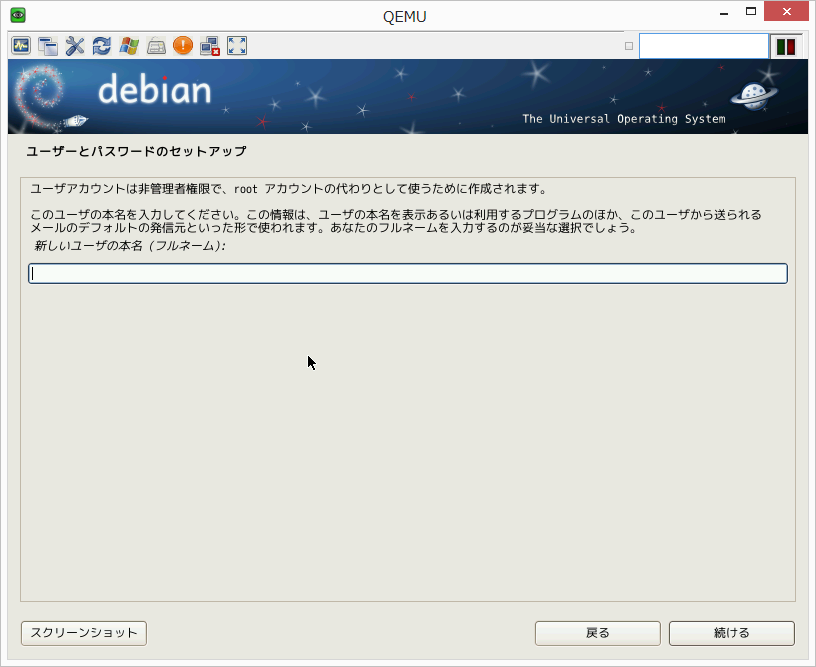 QEMU
debian
The Universal Operating System
ユーザーとパスワードのセットアップ
ユーザアカウントは非管理者権限で、root アカウントの代わりとして使うために作成されます。
このユーザの本名を入力してください。この情報は、ユーザの本名を表示あるいは利用するプログラムのほか、このユーザから送られる
メールのデフォルトの発信元といった形で使われます。あなたのフルネームを入力するのが妥当な選択でしょう。
新しいユーザの本名 (フルネーム):
スクリーンショット
戻る
続ける